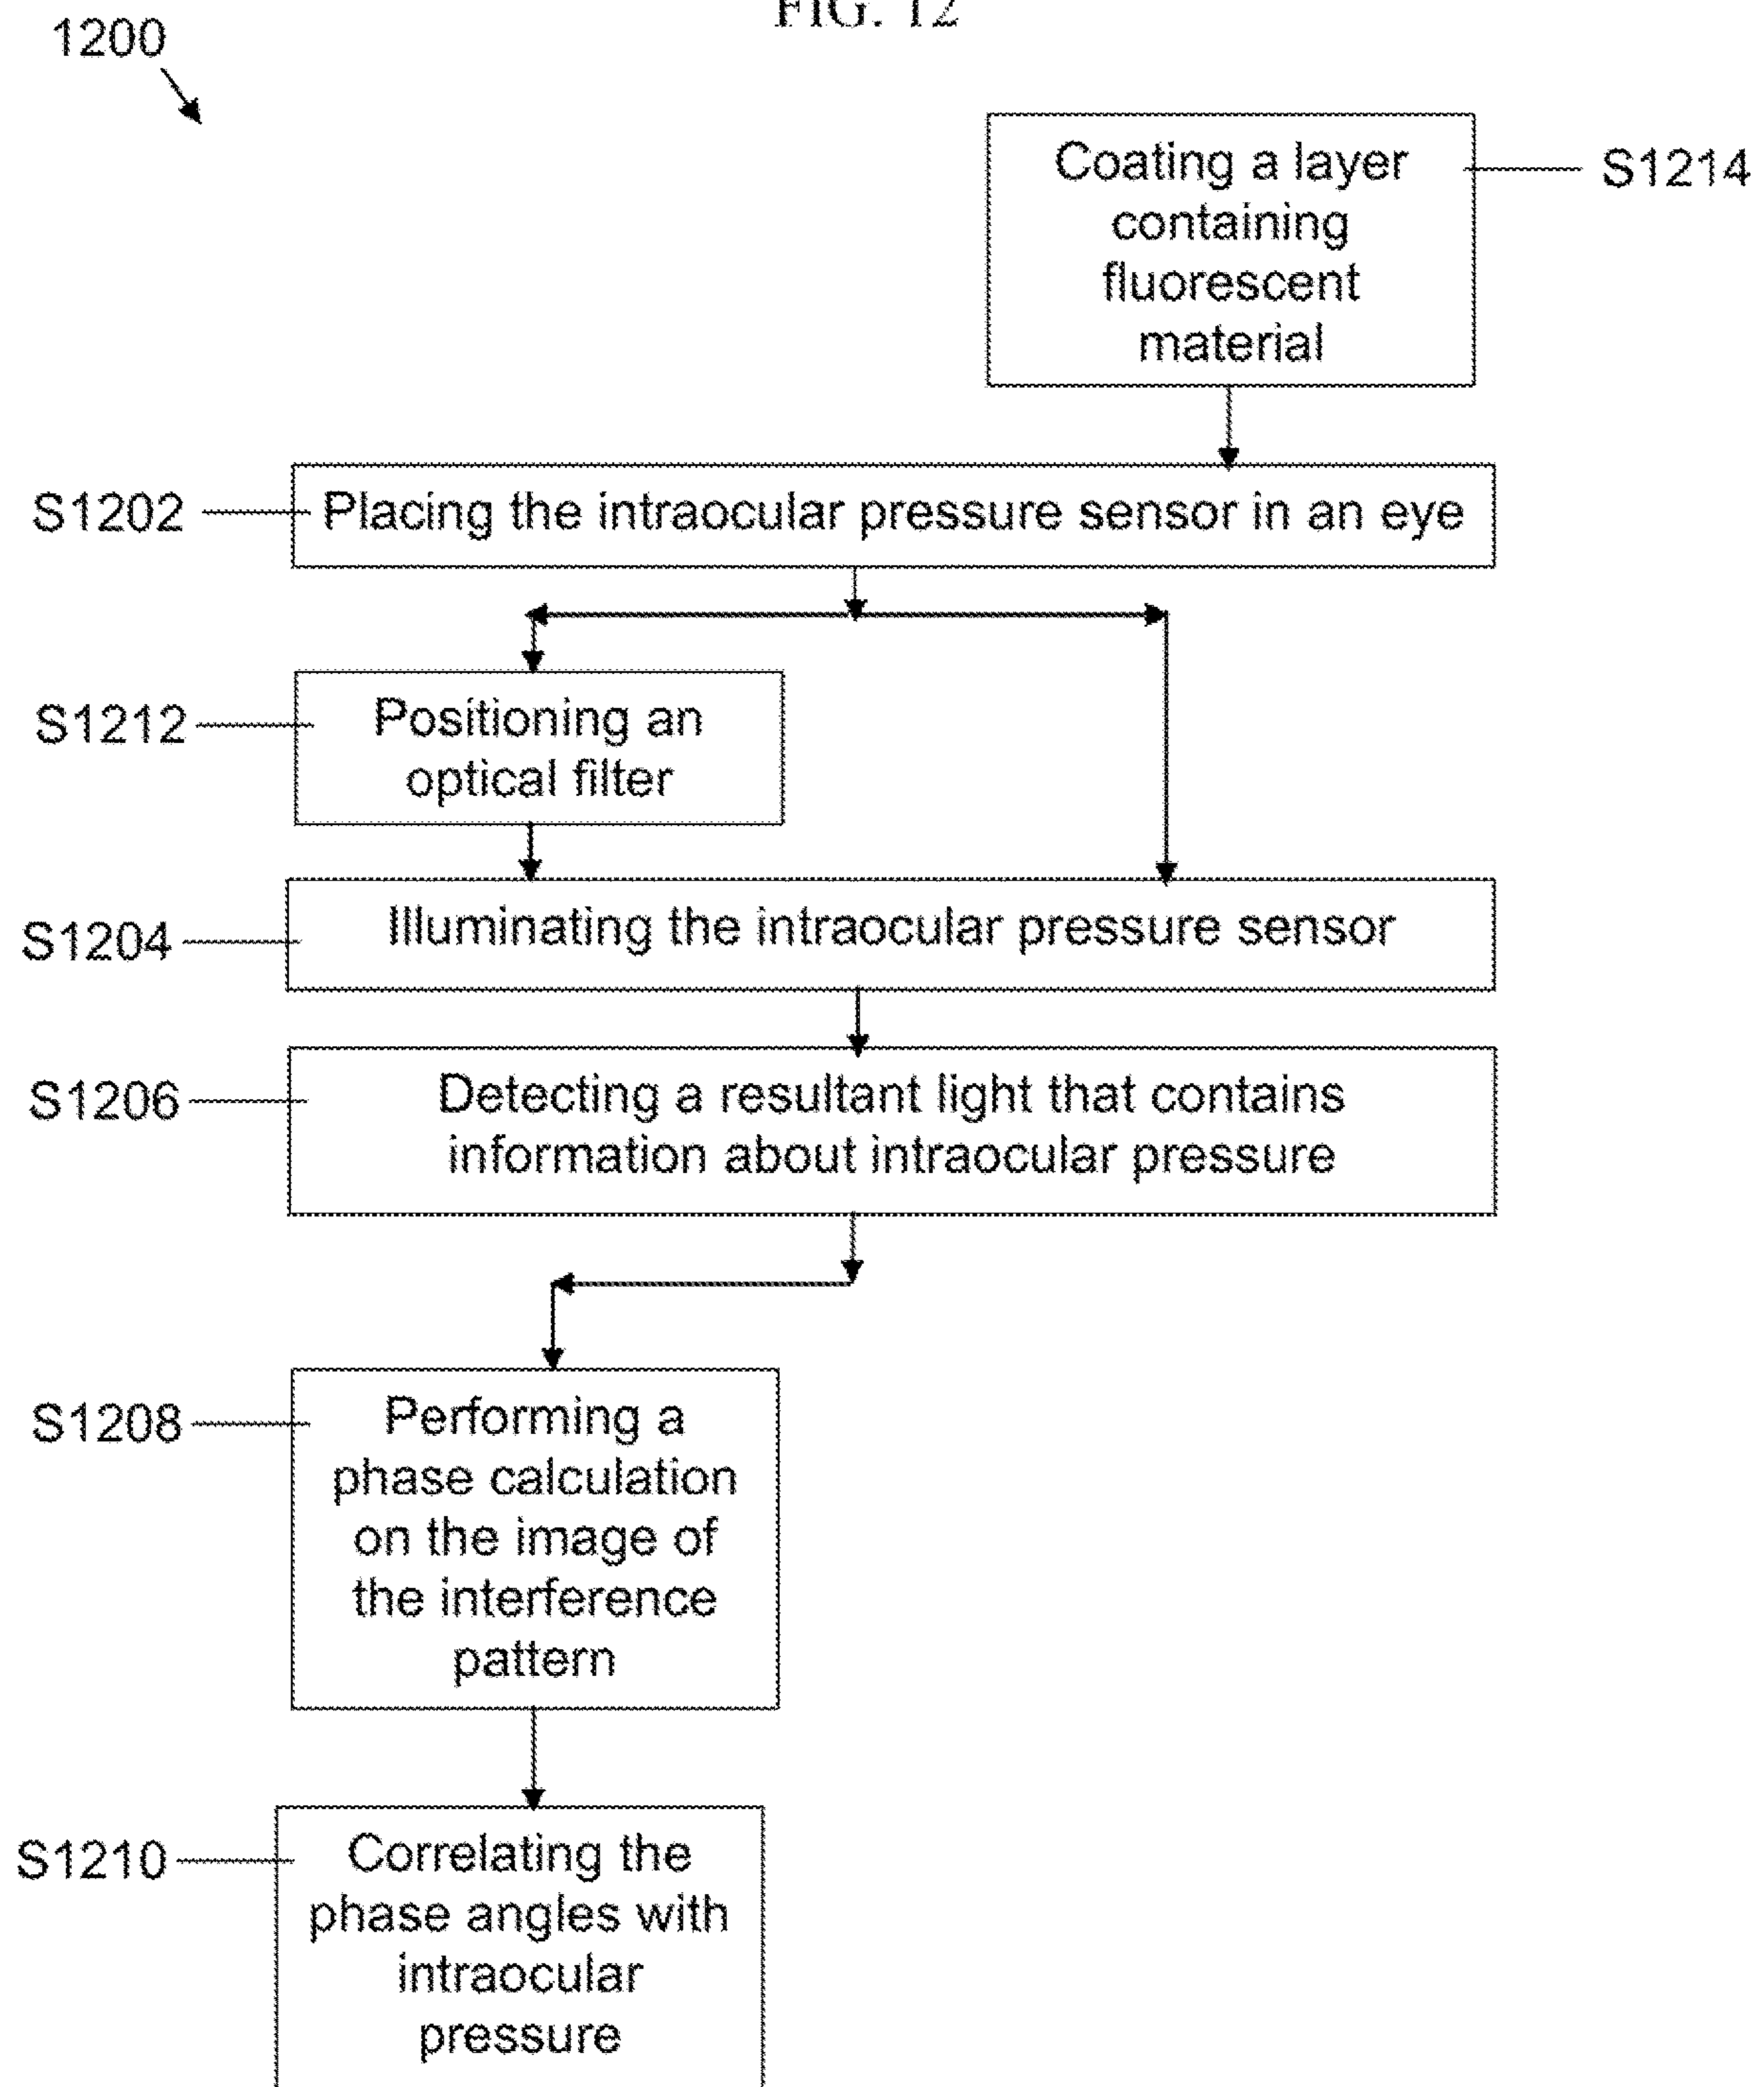 FIG. 12
1200
Coating a layer
containing
fluorescent
material
S1214
S1202
Placing the intraocular pressure sensor in an eye
S1212
Positioning an
optical filter
S1204
Illuminating the intraocular pressure sensor
S1206
Detecting a resultant light that contains
information about intraocular pressure
S1208
Performing a
phase calculation
on the image of
the interference
pattern
S1210
Correlating the
phase angles with
intraocular
pressure